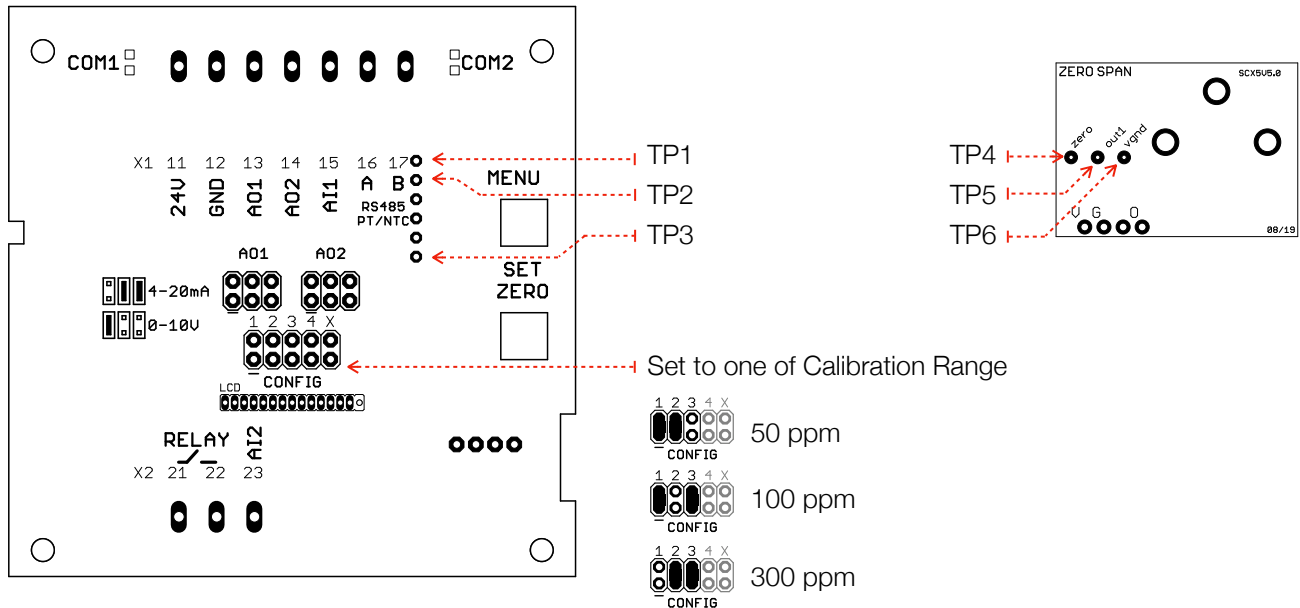 COM1
COM2
X1 11 12 13 14 15 16 17
24V GND AO1 AO2 AI1 A B
RS485
PT/NTC
MENU
SET
ZERO
AO1 AO2
4-20mA
0-10V
1 2 3 4 X
CONFIG
LCD
RELAY AI2
X2 21 22 23
TP1
TP2
TP3
Set to one of Calibration Range
1 2 3 4 X
CONFIG
50 ppm
1 2 3 4 X
CONFIG
100 ppm
1 2 3 4 X
CONFIG
300 ppm
TP4
TP5
TP6
ZERO SPAN
SCX5V5.0
zero out1 vgnd
V G O
08/19